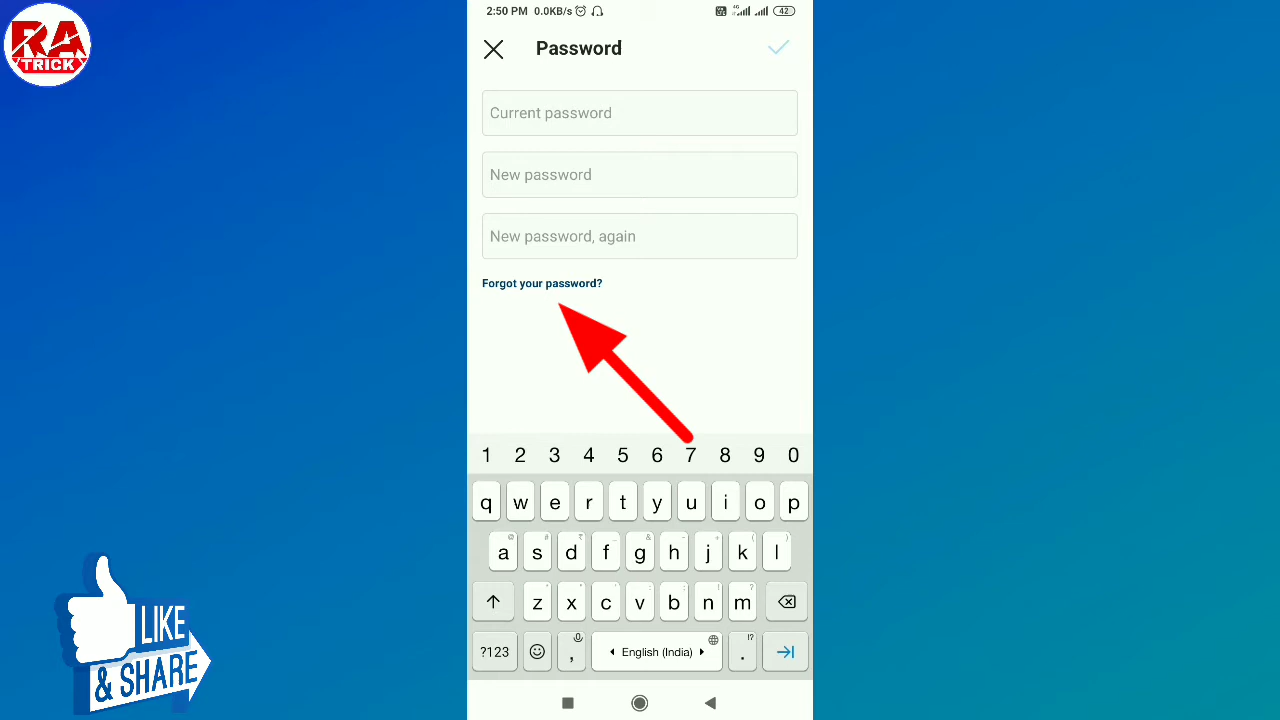 RA
TRICK
2:50 PM 0.0KB/s 4G 42
Password
Current password
New password
New password, again
Forgot your password?
1 2 3 4 5 6 7 8 9 0
q w e r t y u i o p
@ # ₹ _ & - + ( )
a s d f g h j k l
* " ' : ; ! ?
z x c v b n m
?123 , English (India) . !?
LIKE
& SHARE